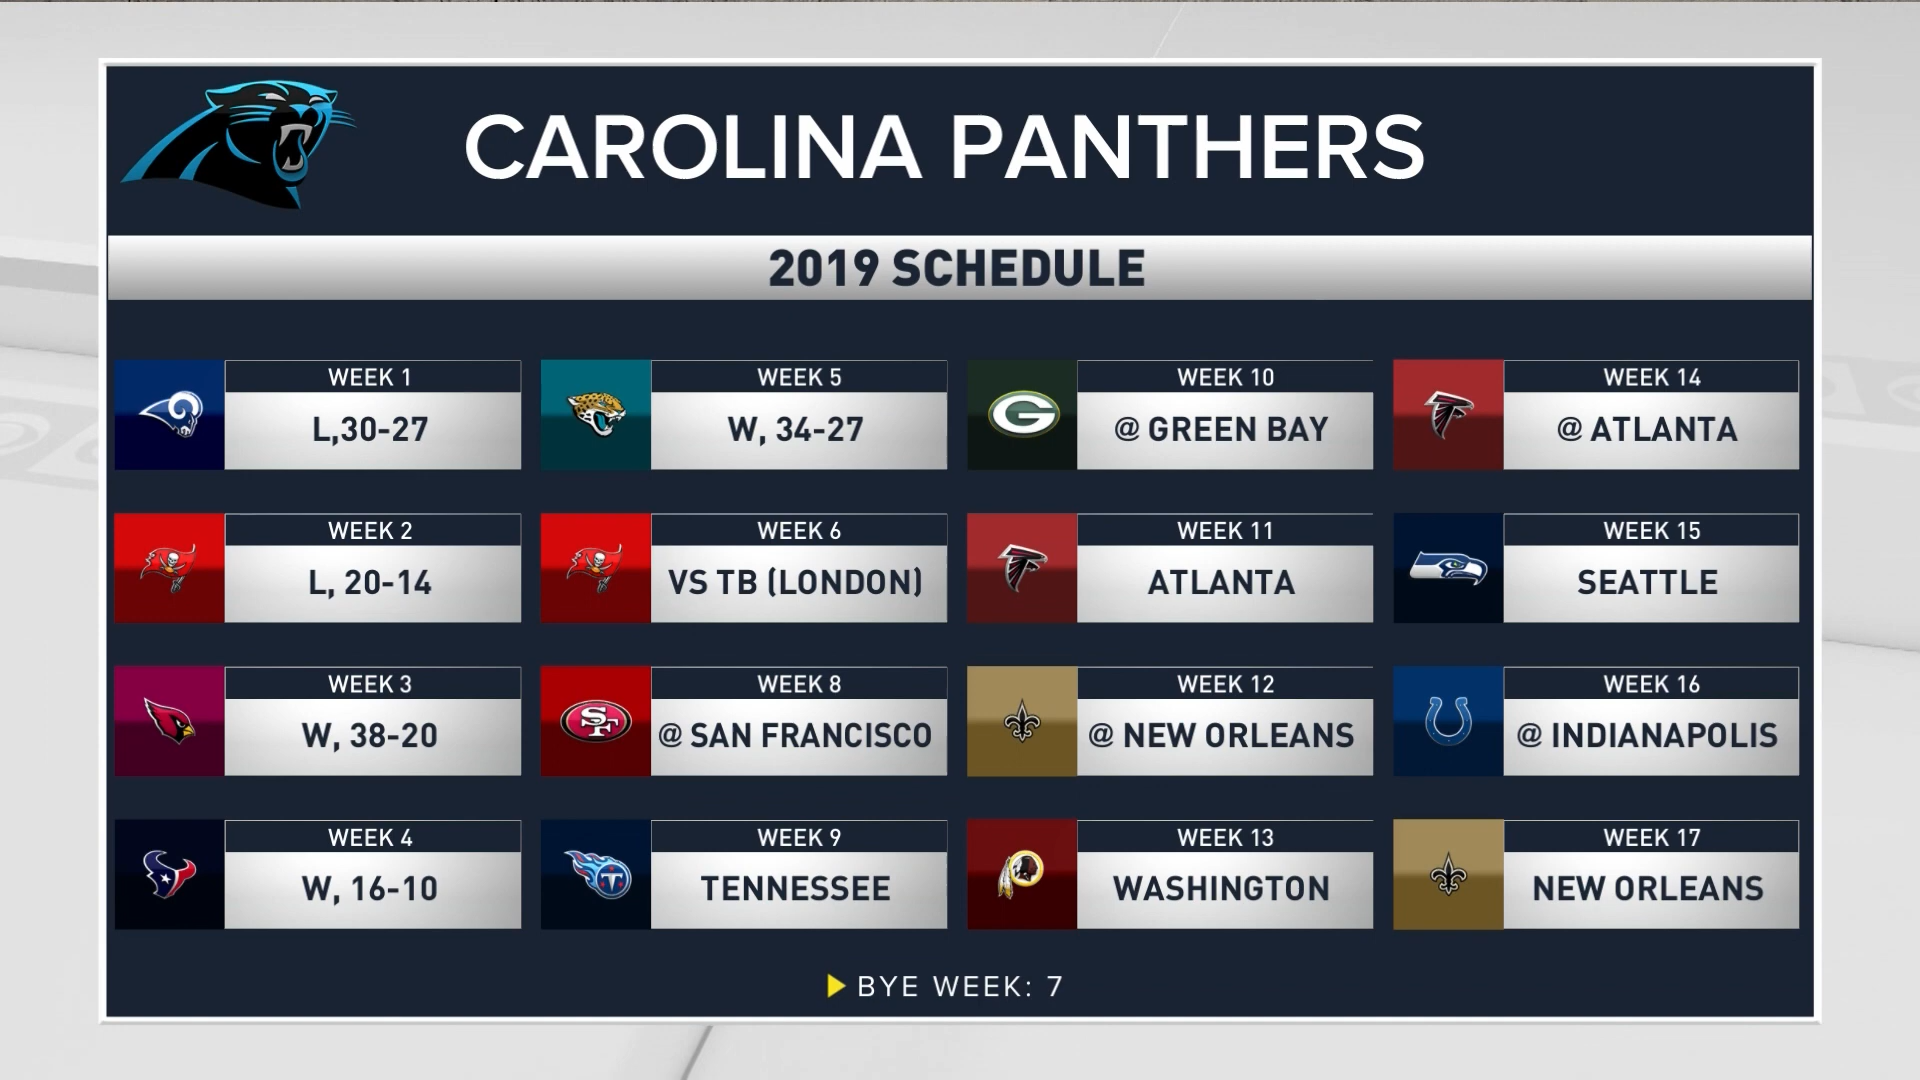 CAROLINA PANTHERS
2019 SCHEDULE
WEEK 1
L,30-27
WEEK 2
L, 20-14
WEEK 3
W, 38-20
WEEK 4
W, 16-10
WEEK 5
W, 34-27
WEEK 6
VS TB (LONDON)
WEEK 8
SF
@ SAN FRANCISCO
WEEK 9
T
TENNESSEE
WEEK 10
G
@ GREEN BAY
WEEK 11
ATLANTA
WEEK 12
@ NEW ORLEANS
WEEK 13
WASHINGTON
WEEK 14
@ ATLANTA
WEEK 15
SEATTLE
WEEK 16
@ INDIANAPOLIS
WEEK 17
NEW ORLEANS
BYE WEEK: 7